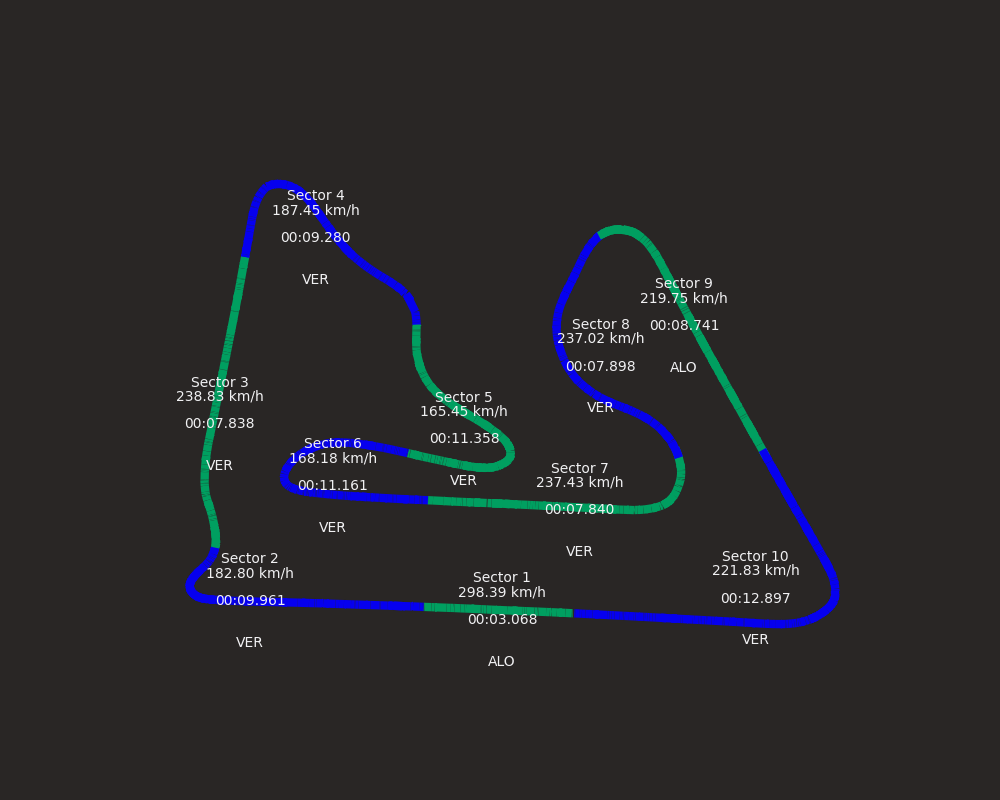 Sector 4
187.45 km/h
00:09.280
VER
Sector 9
219.75 km/h
00:08.741
ALO
Sector 8
237.02 km/h
00:07.898
VER
Sector 3
238.83 km/h
00:07.838
VER
Sector 5
165.45 km/h
00:11.358
VER
Sector 6
168.18 km/h
00:11.161
VER
Sector 7
237.43 km/h
00:07.840
VER
Sector 2
182.80 km/h
00:09.961
VER
Sector 1
298.39 km/h
00:03.068
ALO
Sector 10
221.83 km/h
00:12.897
VER